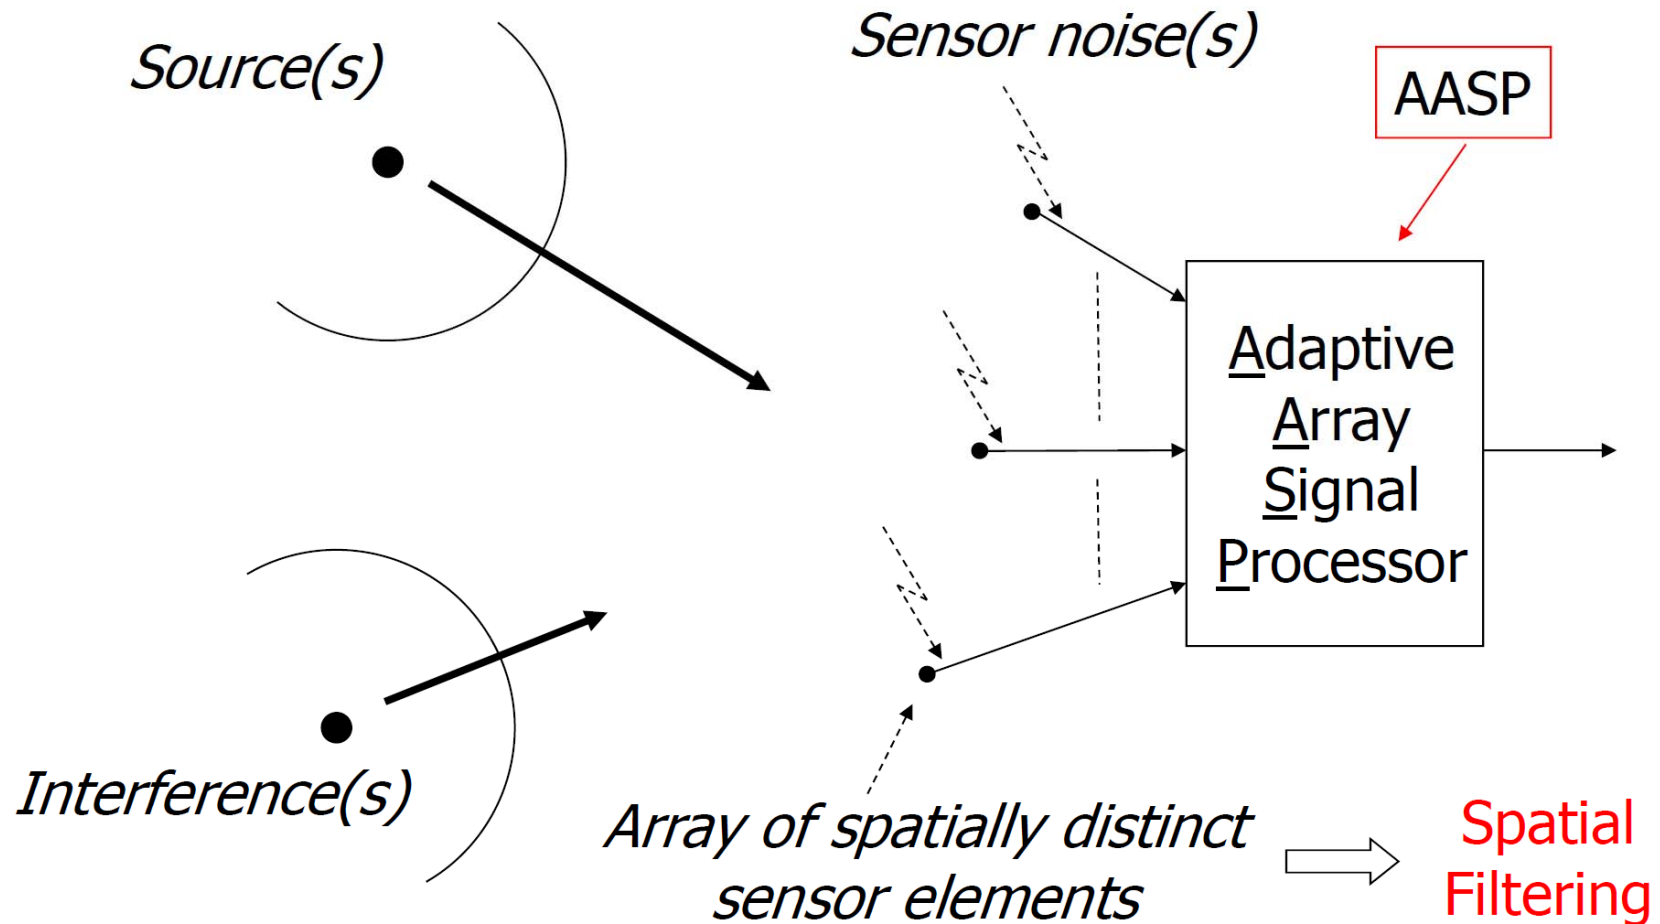 Source(s)
Sensor noise(s)
AASP
Adaptive
Array
Signal
Processor
Interference(s)
Array of spatially distinct
sensor elements
Spatial
Filtering